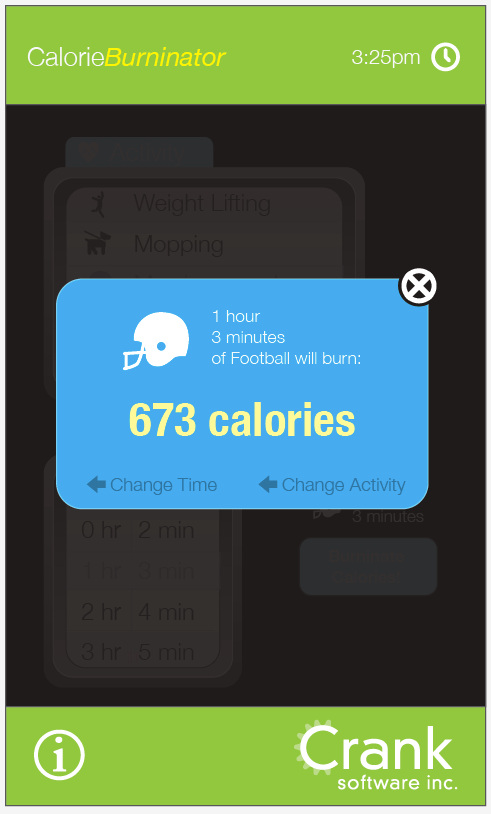 CalorieBurninator
3:25pm
Weight Lifting
Mopping
1 hour
3 minutes
of Football will burn:
673 calories
Change Time
Change Activity
3 minutes
0 hr 2 min
1 hr 3 min
2 hr 4 min
3 hr 5 min
i
Crank
software inc.